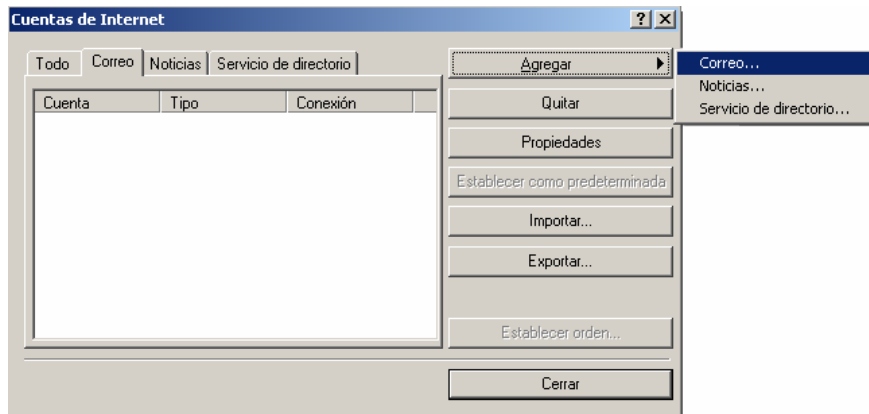 Cuentas de Internet
Todo Correo Noticias Servicio de directorio
Cuenta Tipo Conexión
Agregar
Quitar
Propiedades
Establecer como predeterminada
Importar...
Exportar...
Establecer orden...
Cerrar
Correo...
Noticias...
Servicio de directorio...